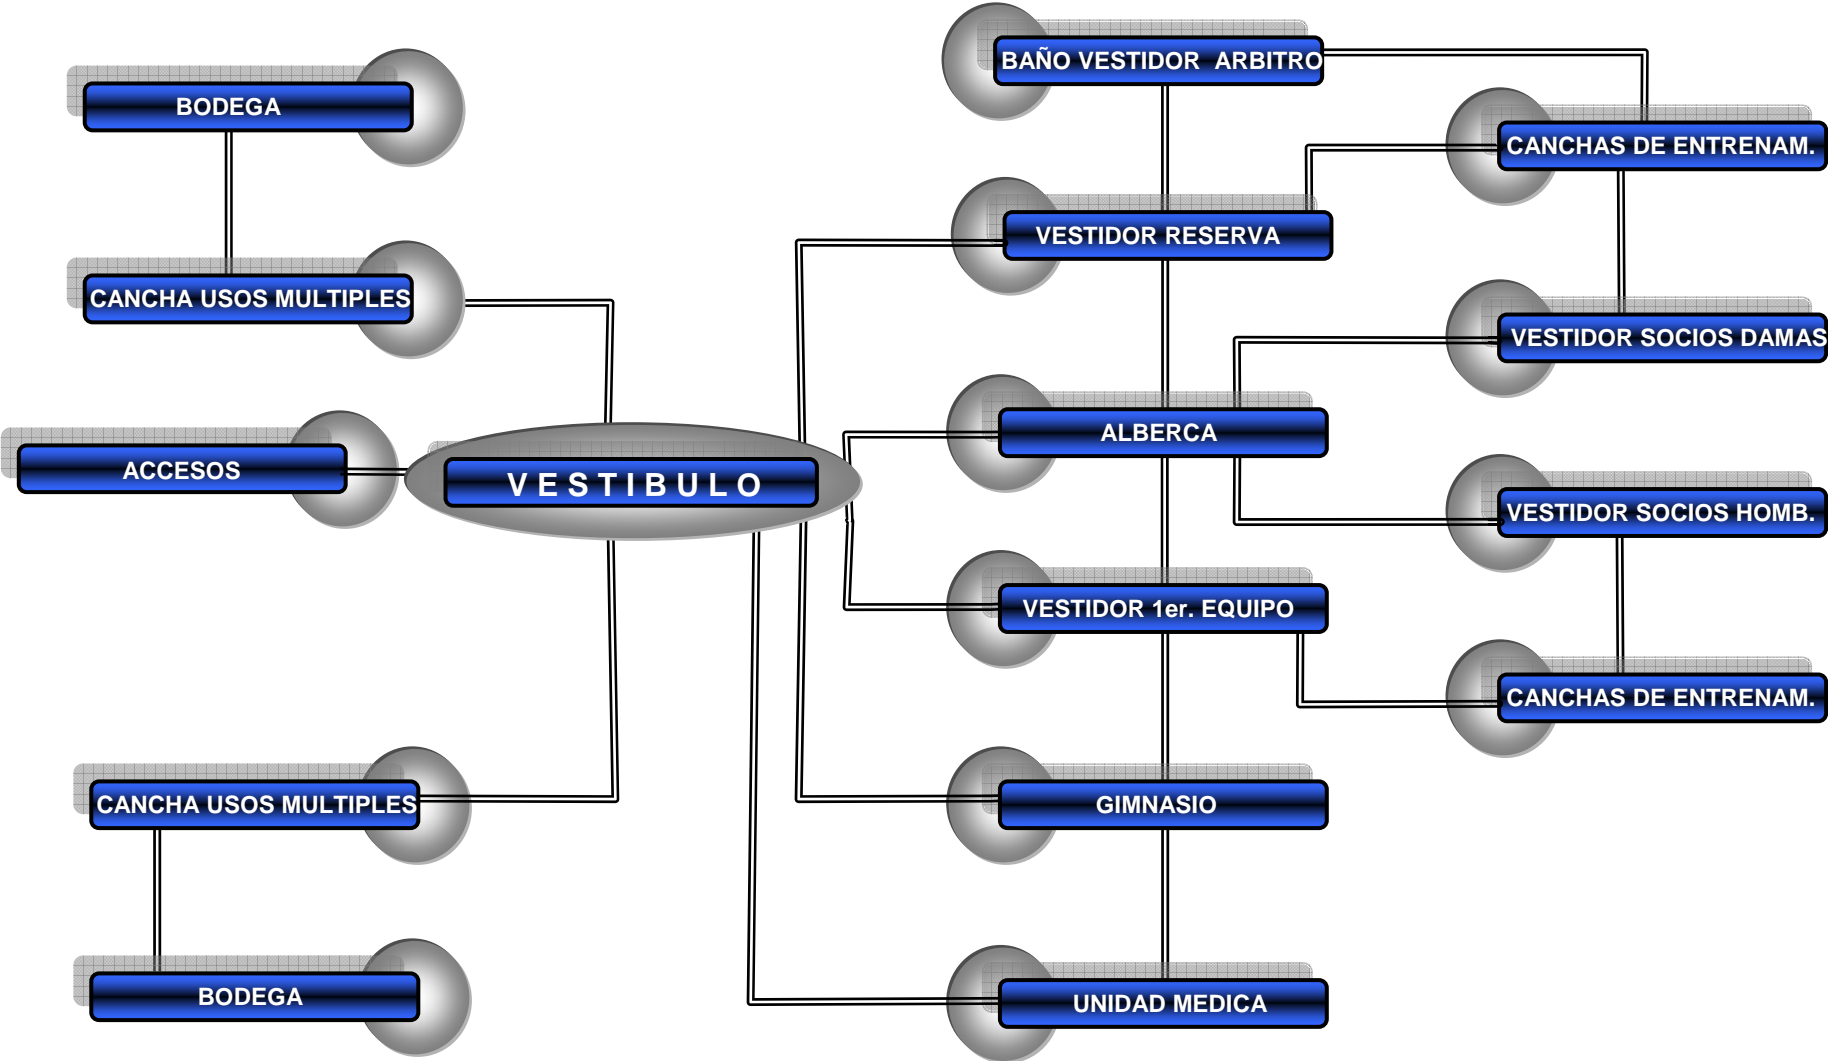 BODEGA
CANCHA USOS MULTIPLES
ACCESOS
V E S T I B U L O
CANCHA USOS MULTIPLES
BODEGA
BAÑO VESTIDOR ARBITRO
VESTIDOR RESERVA
ALBERCA
VESTIDOR 1er. EQUIPO
GIMNASIO
UNIDAD MEDICA
CANCHAS DE ENTRENAM.
VESTIDOR SOCIOS DAMAS
VESTIDOR SOCIOS HOMB.
CANCHAS DE ENTRENAM.